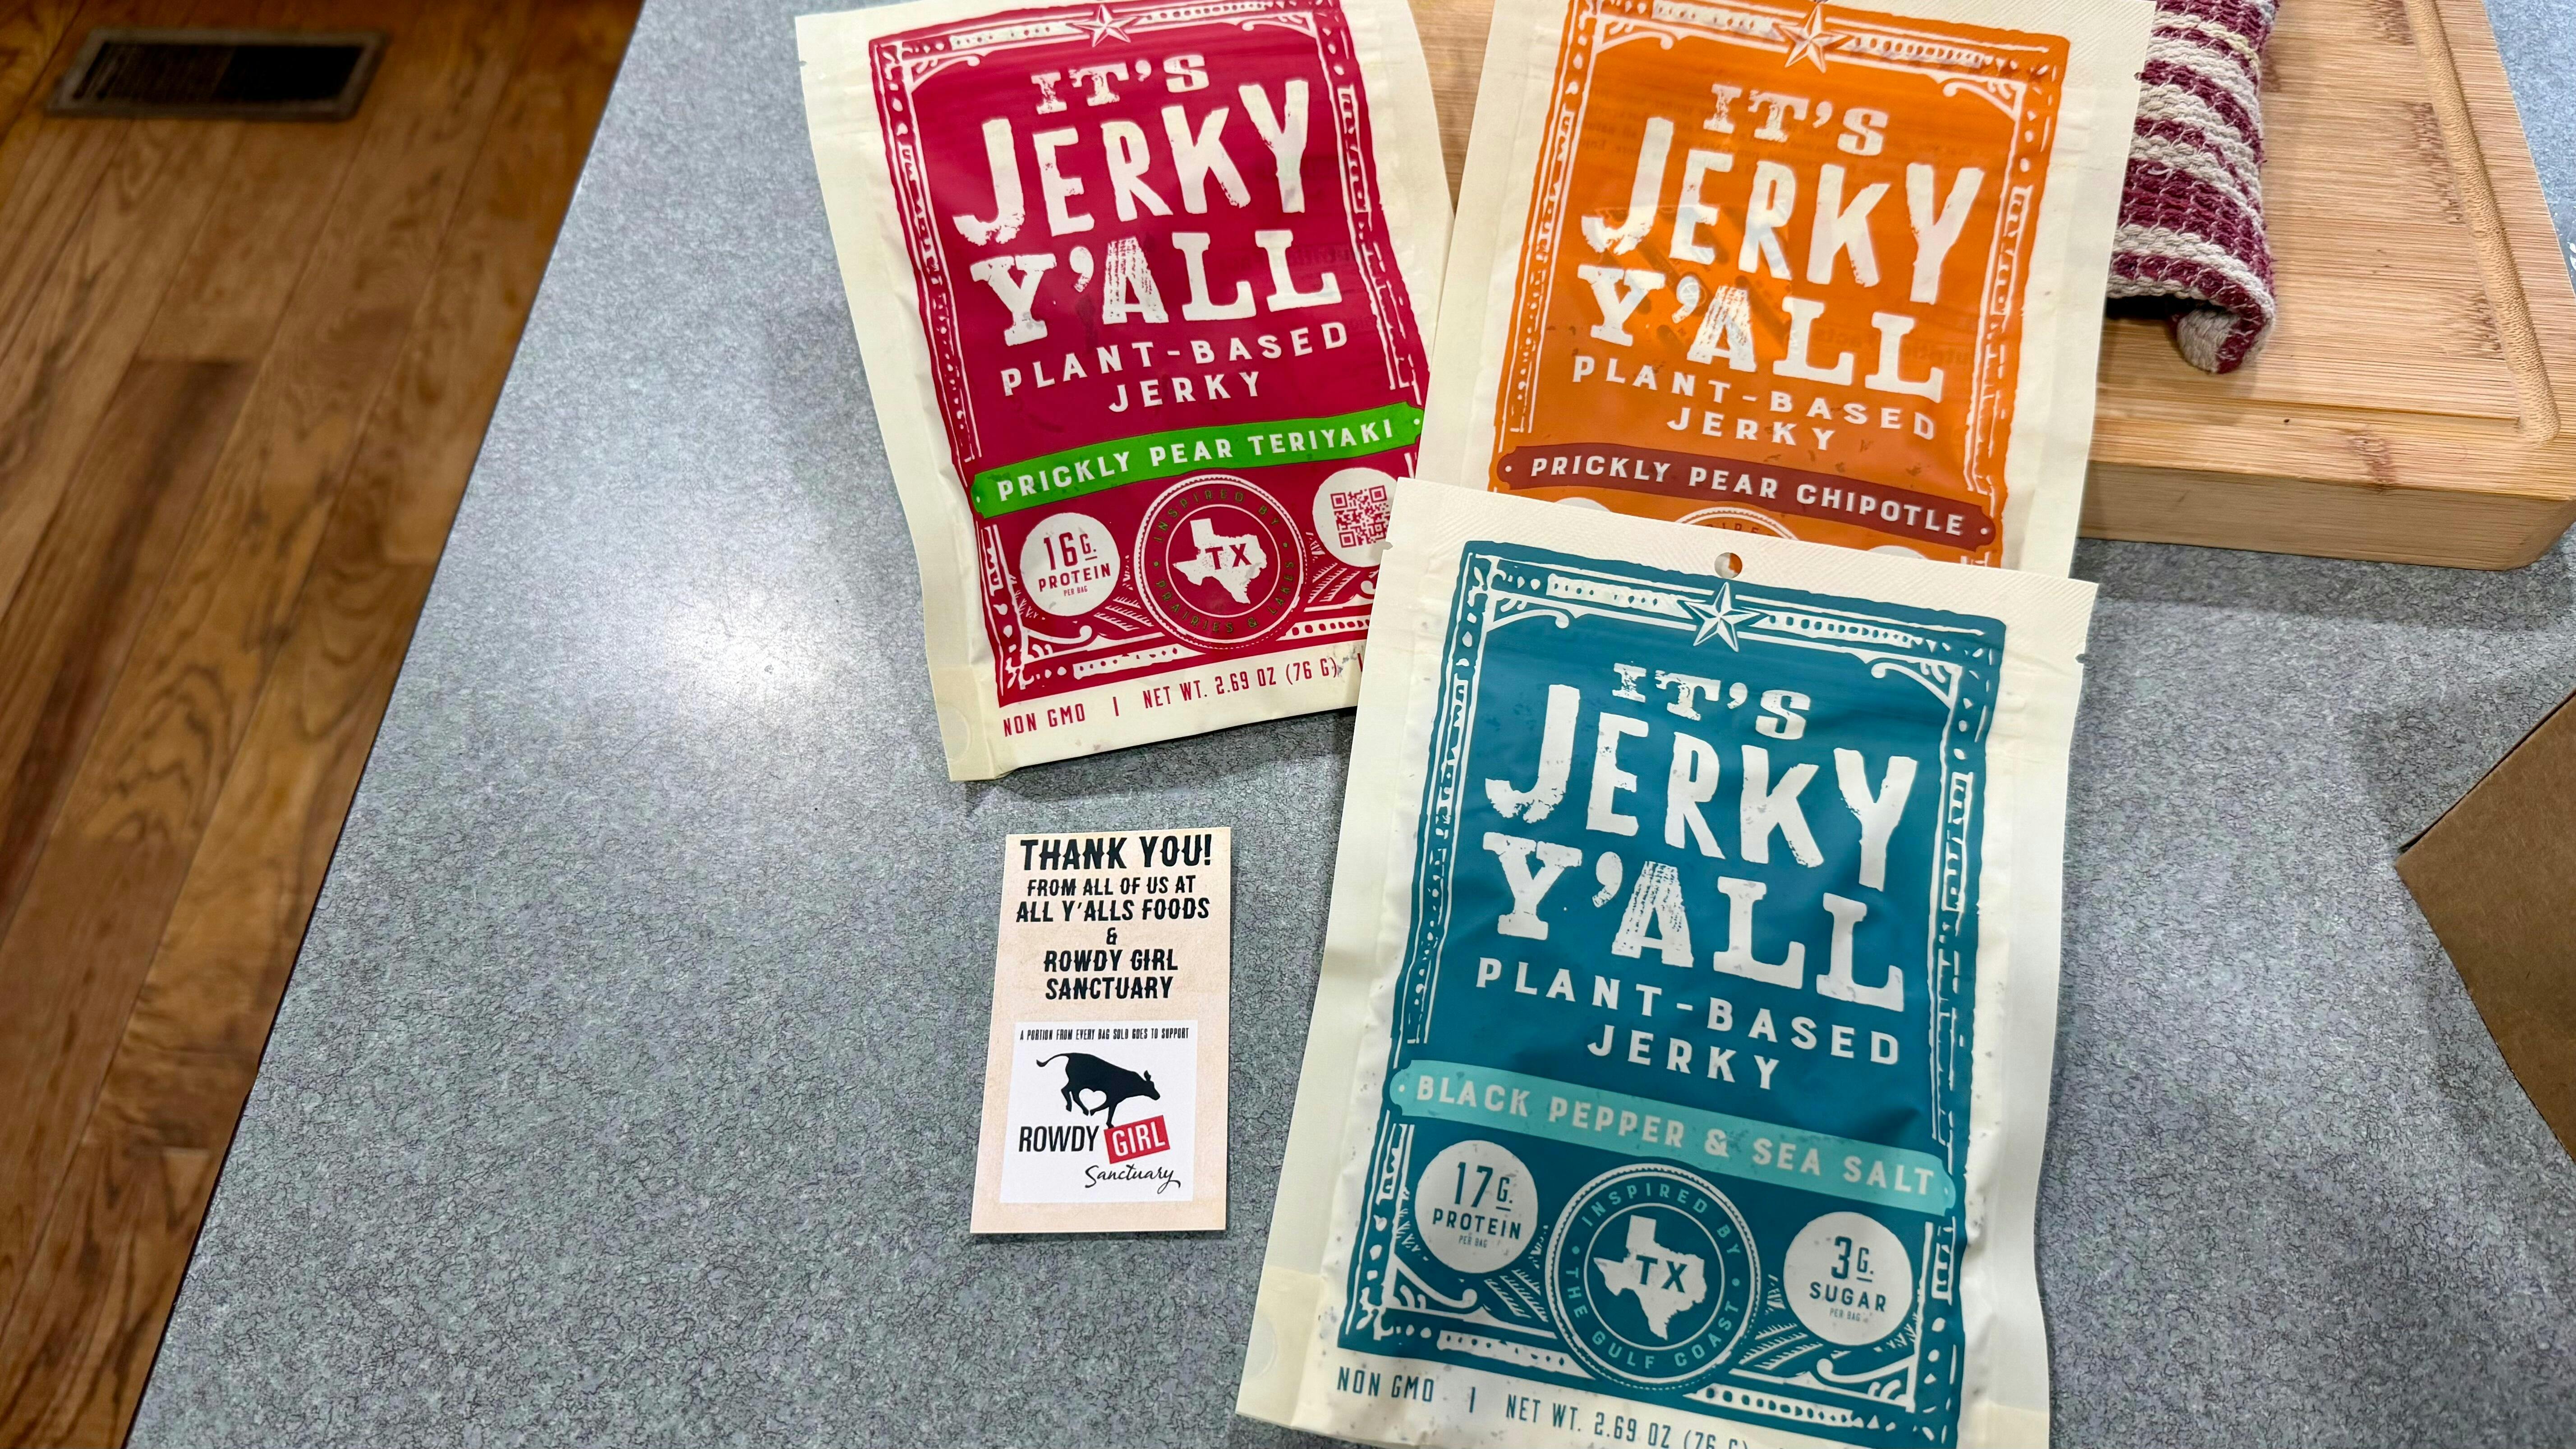 IT'S
JERKY
Y'ALL
PLANT-BASED
JERKY
PRICKLY PEAR TERIYAKI
16G.
PROTEIN
PER BAG
INSPIRED BY
TX
PRAIRIES & LAKES
NON GMO | NET WT. 2.69 OZ (76 G)
IT'S
JERKY
Y'ALL
PLANT-BASED
JERKY
PRICKLY PEAR CHIPOTLE
IT'S
JERKY
Y'ALL
PLANT-BASED
JERKY
BLACK PEPPER & SEA SALT
17G.
PROTEIN
PER BAG
INSPIRED BY
TX
THE GULF COAST
3G.
SUGAR
PER BAG
NON GMO | NET WT. 2.69 OZ (76 G)
THANK YOU!
FROM ALL OF US AT
ALL Y'ALLS FOODS
&
ROWDY GIRL
SANCTUARY
A PORTION FROM EVERY BAG SOLD GOES TO SUPPORT
ROWDY GIRL
Sanctuary